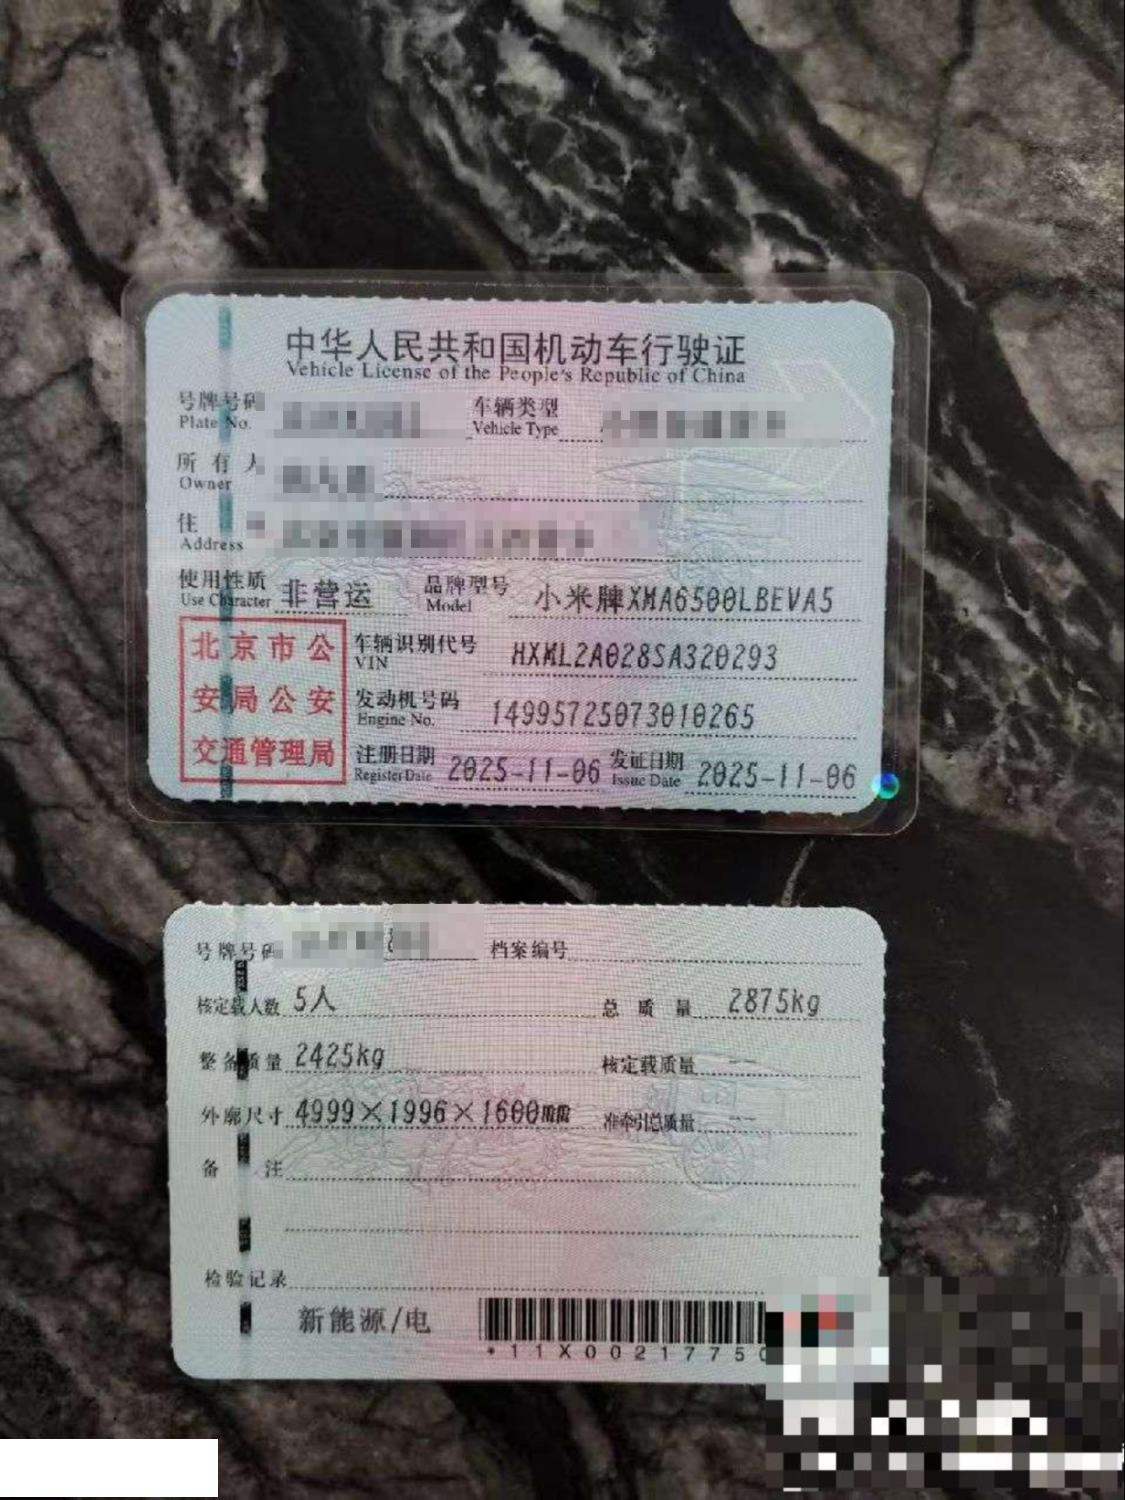 中华人民共和国机动车行驶证
Vehicle License of the People's Republic of China
号牌号码 车辆类型
Plate No. Vehicle Type
所有人
Owner
住
Address
使用性质 非营运 品牌型号 小米牌XMA6500LBEVA5
Use Character Model
北京市公 车辆识别代号 HXML2A028SA320293
VIN
安局公安 发动机号码 14995725073010265
Engine No.
交通管理局 注册日期 2025-11-06 发证日期 2025-11-06
Register Date Issue Date
号牌号码 档案编号
核定载人数 5人 总质量 2875kg
整备质量 2425kg 核定载质量 --
外廓尺寸 4999×1996×1600mm 准牵引总质量 --
备注
检验记录
新能源/电
*11X00217750